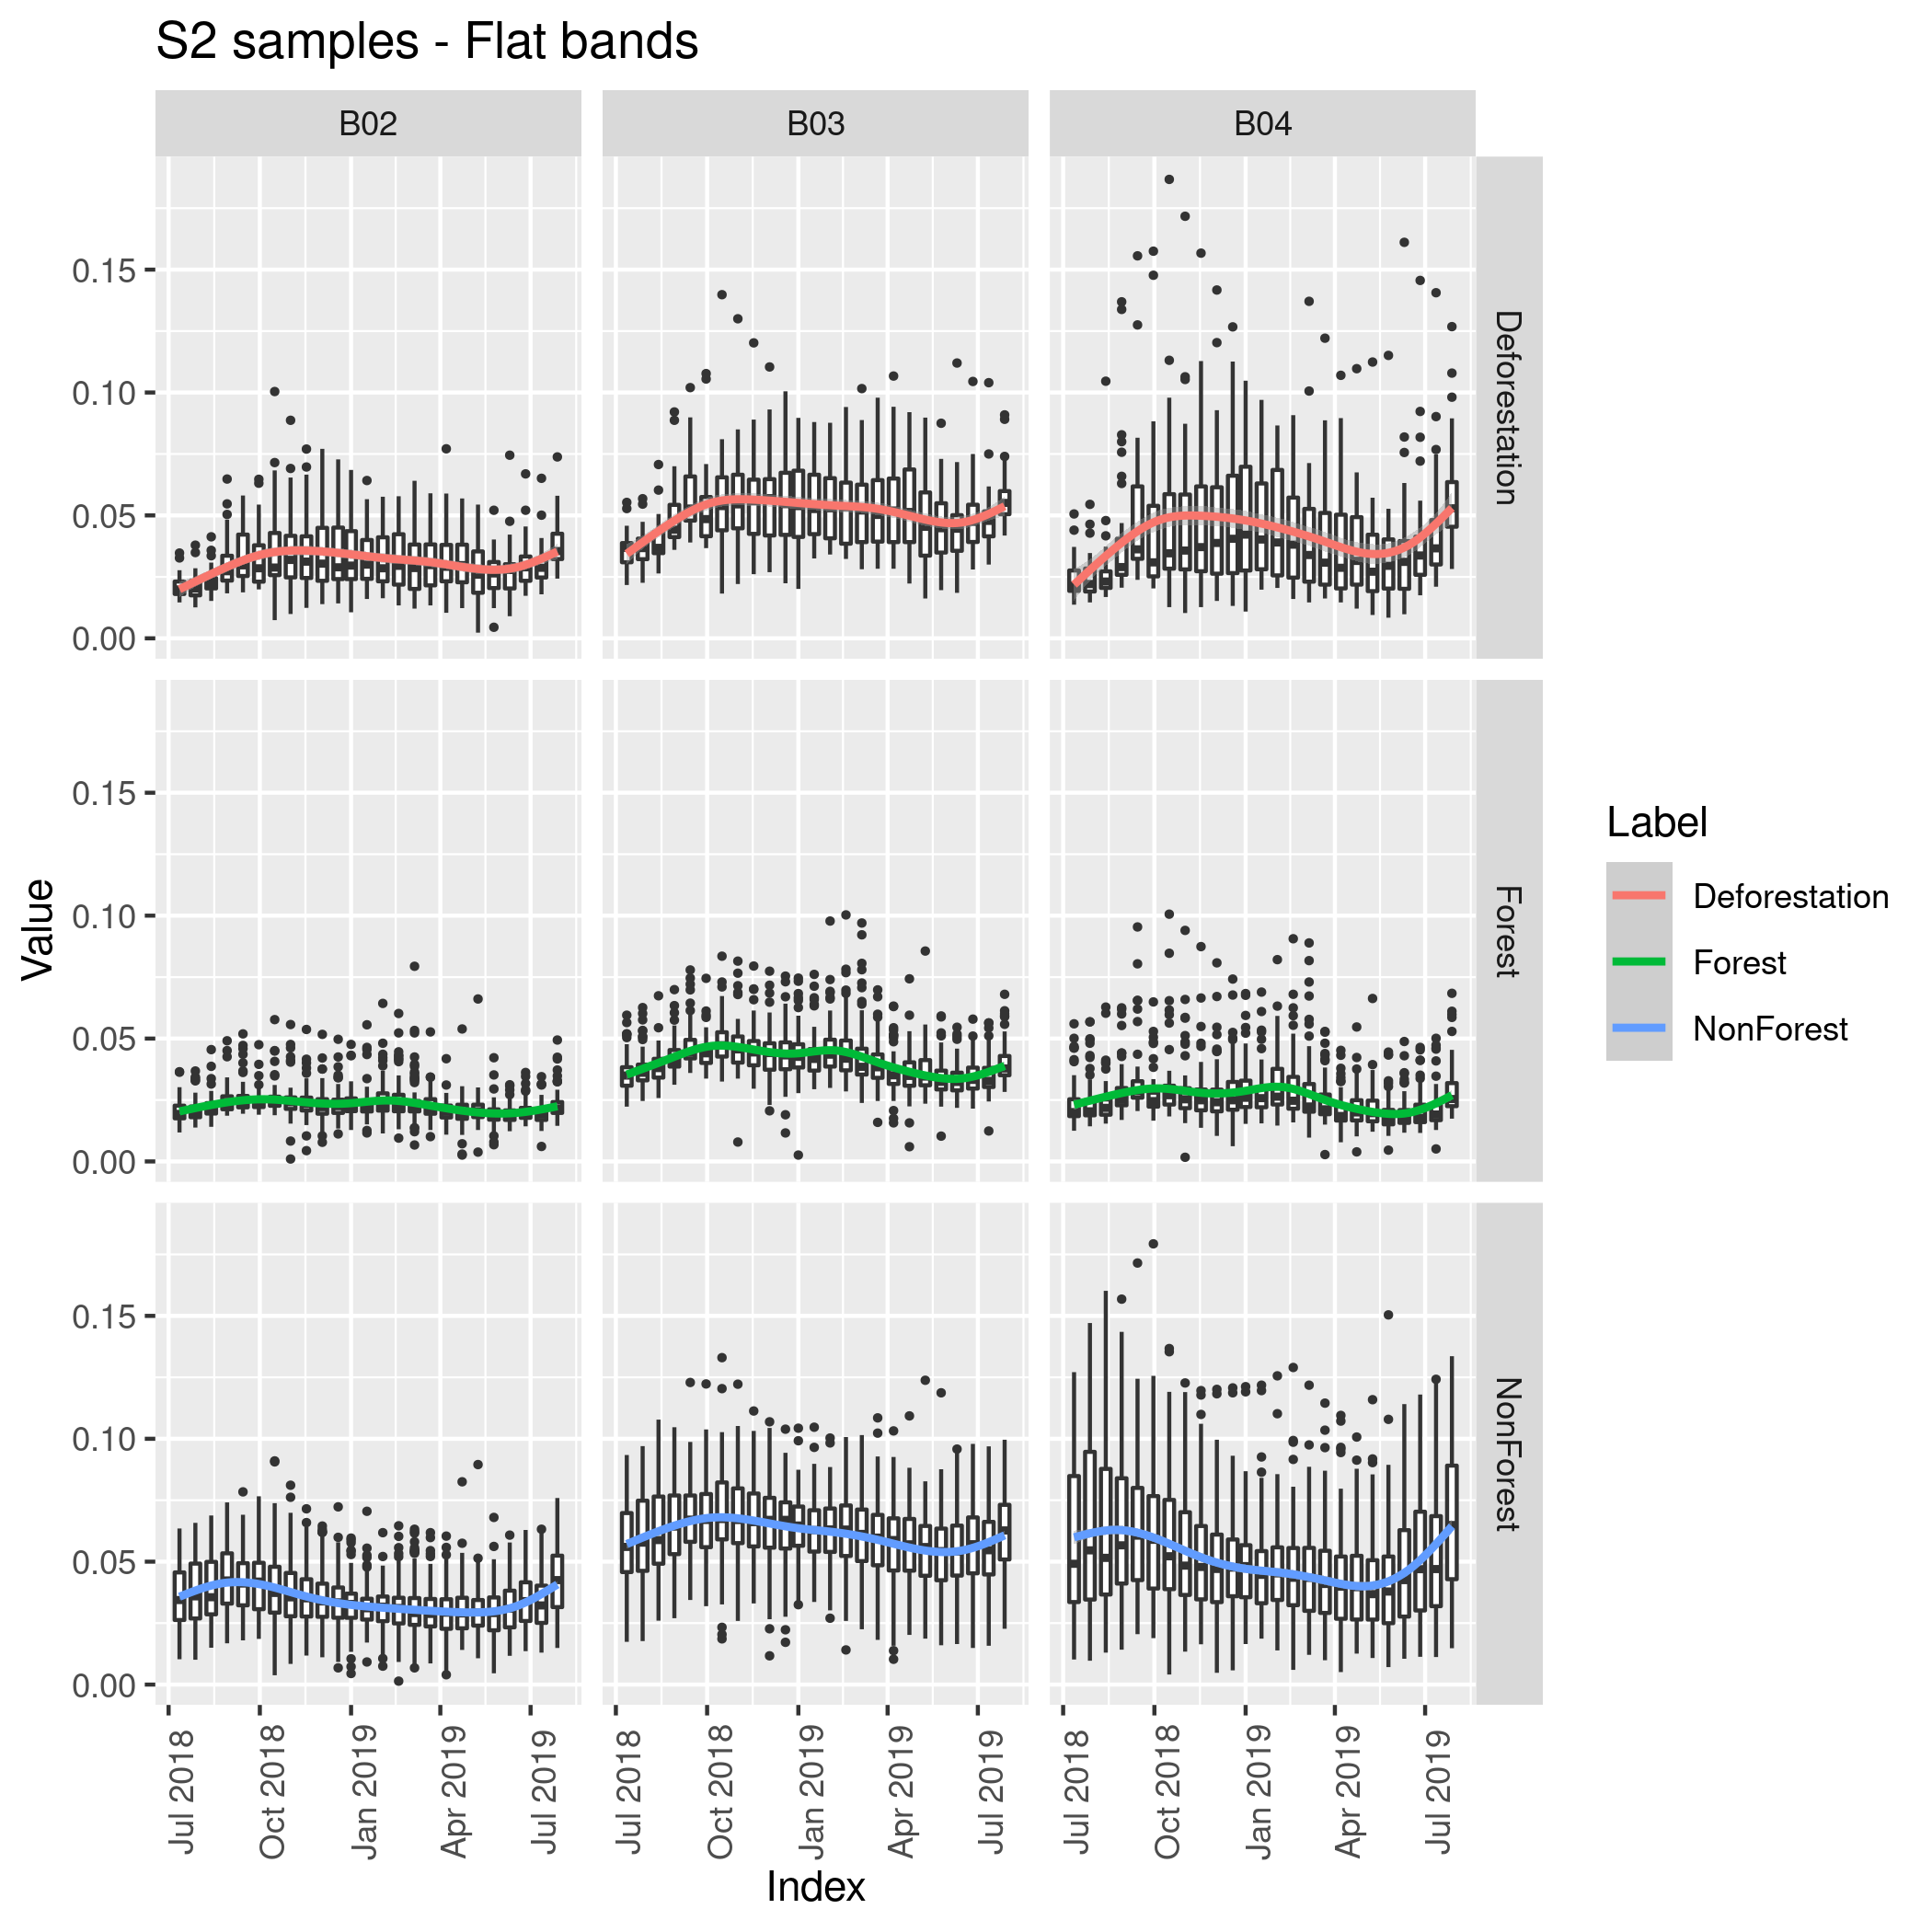 S2 samples - Flat bands
B02 B03 B04
0.15
0.10
0.05
0.00
Deforestation
0.15
0.10
0.05
0.00
Forest
0.15
0.10
0.05
0.00
NonForest
Value
Jul 2018 Oct 2018 Jan 2019 Apr 2019 Jul 2019 Jul 2018 Oct 2018 Jan 2019 Apr 2019 Jul 2019 Jul 2018 Oct 2018 Jan 2019 Apr 2019 Jul 2019
Index
Label
Deforestation
Forest
NonForest